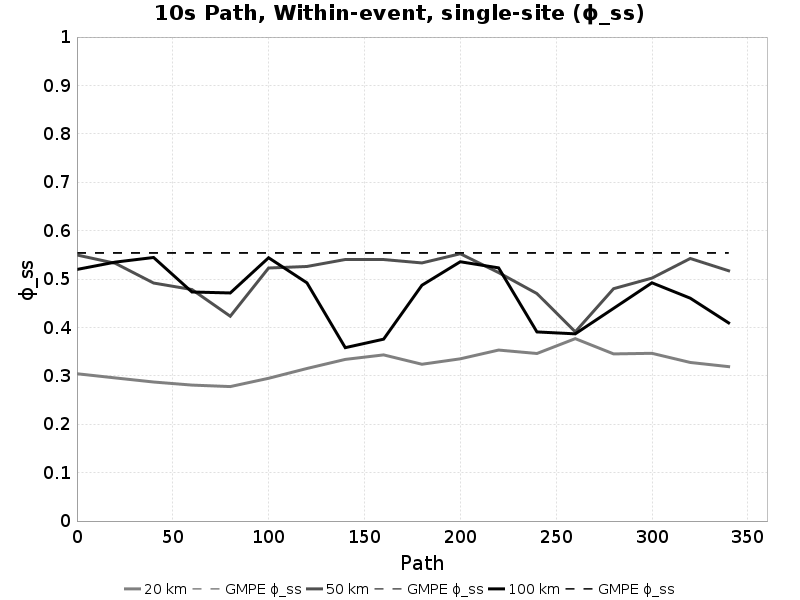 10s Path, Within-event, single-site (ϕ_ss)
1
0.9
0.8
0.7
0.6
0.5
0.4
0.3
0.2
0.1
0
ϕ_ss
0 50 100 150 200 250 300 350
Path
20 km GMPE ϕ_ss 50 km GMPE ϕ_ss 100 km GMPE ϕ_ss